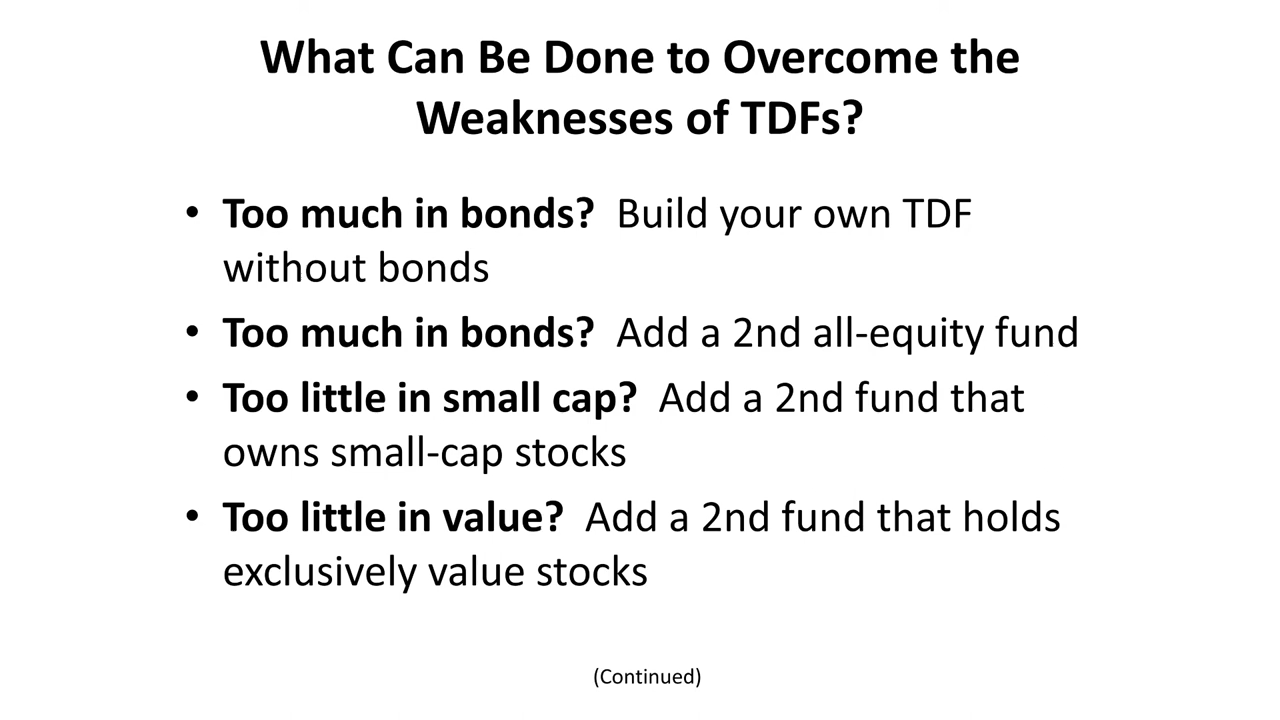 What Can Be Done to Overcome the
Weaknesses of TDFs?
• Too much in bonds? Build your own TDF
without bonds
• Too much in bonds? Add a 2nd all-equity fund
• Too little in small cap? Add a 2nd fund that
owns small-cap stocks
• Too little in value? Add a 2nd fund that holds
exclusively value stocks
(Continued)